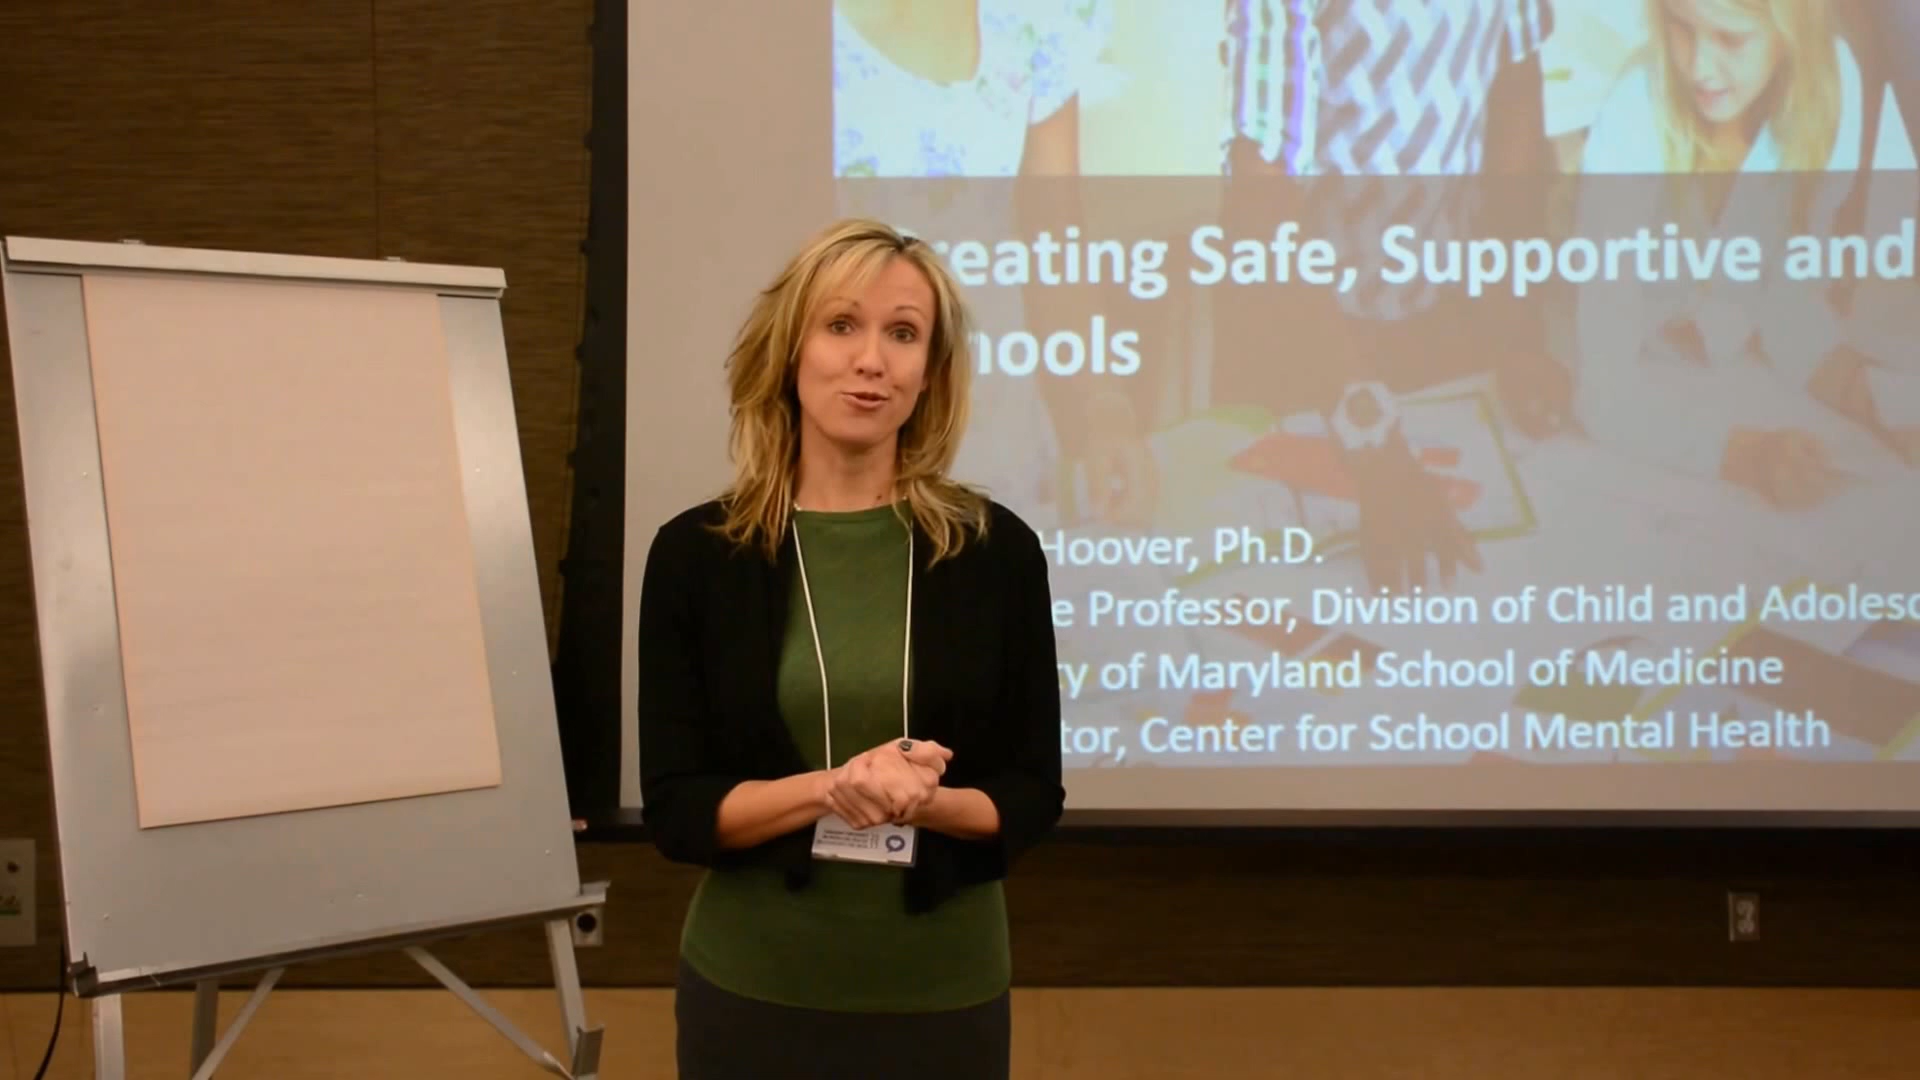 reating Safe, Supportive and
hools
Hoover, Ph.D.
e Professor, Division of Child and Adolesc
ty of Maryland School of Medicine
tor, Center for School Mental Health